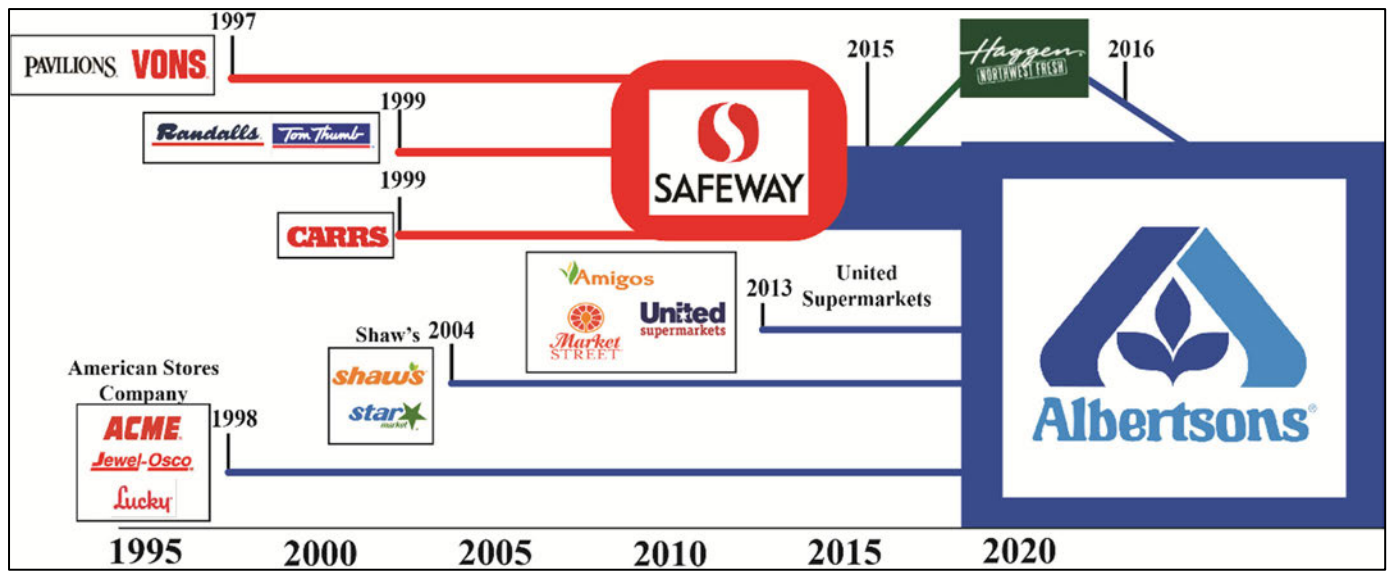 1997
PAVILIONS. VONS.
1999
Randalls. Tom Thumb
1999
CARRS
SAFEWAY
2015
Haggen.
NORTHWEST FRESH
2016
Amigos
United
supermarkets
Market
STREET
2013
United
Supermarkets
Shaw's
2004
shaw's
star
market
American Stores
Company
1998
ACME
Jewel-Osco
Lucky
Albertsons®
1995 2000 2005 2010 2015 2020